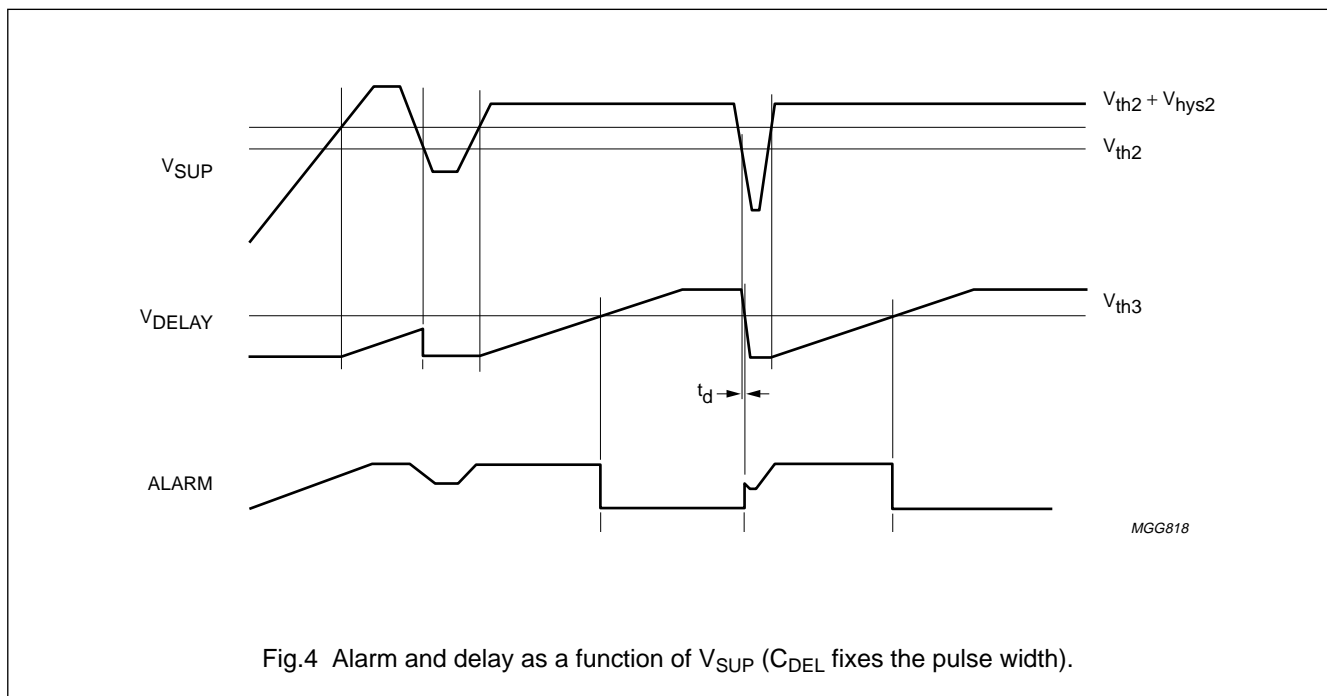 V_th2 + V_hys2
V_th2
V_SUP
V_DELAY
V_th3
t_d
ALARM
MGG818
Fig.4 Alarm and delay as a function of V_SUP (C_DEL fixes the pulse width).